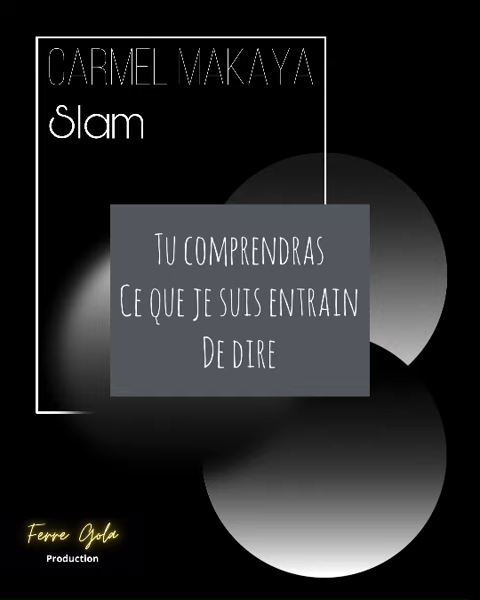 CARMEL MAKAYA
Slam
TU COMPRENDRAS
CE QUE JE SUIS ENTRAIN
DE DIRE
Ferre Gola
Production